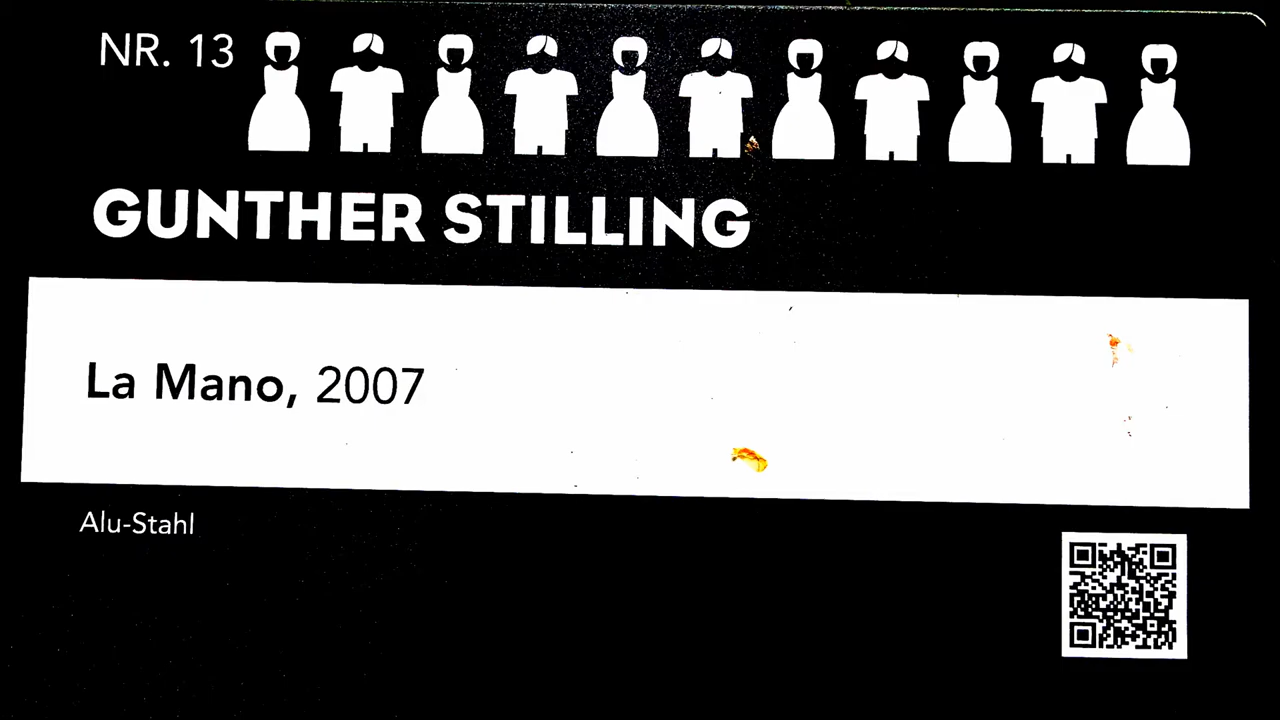 NR. 13
GUNTHER STILLING
La Mano, 2007
Alu-Stahl